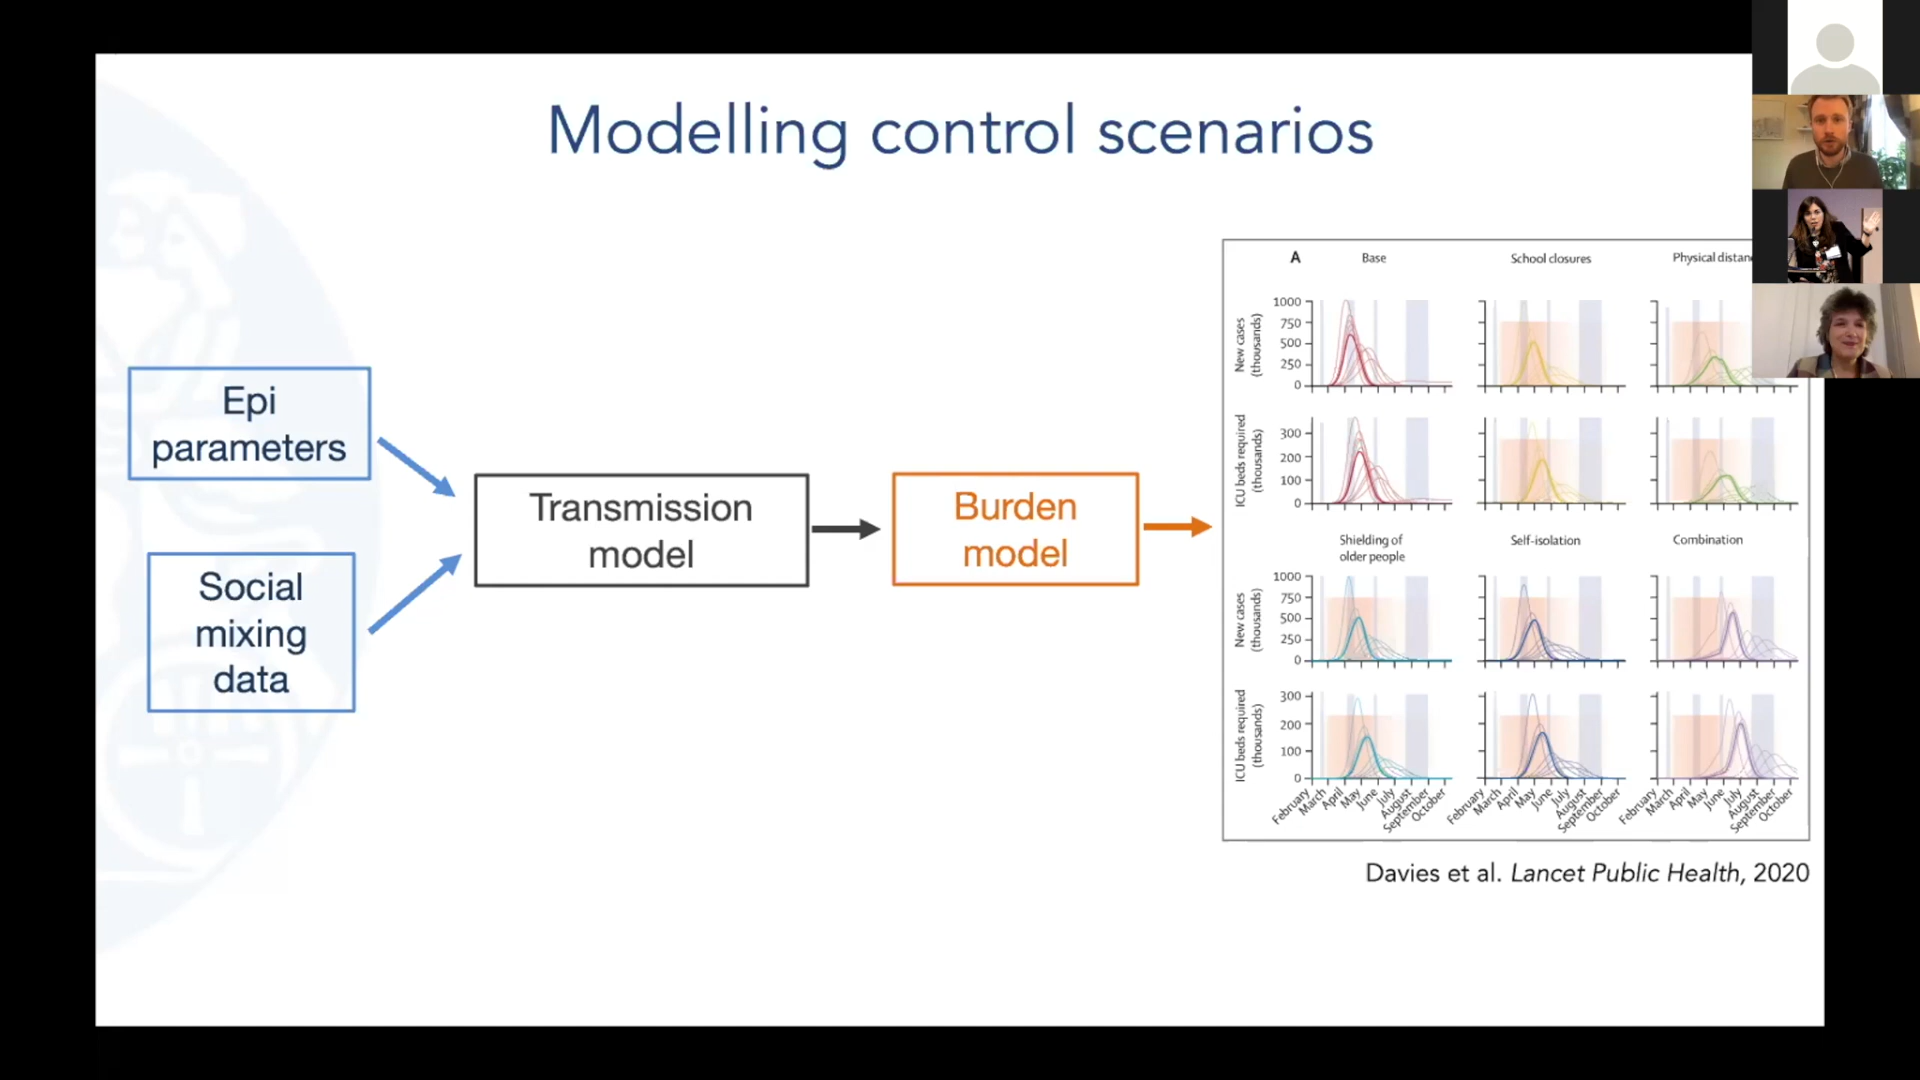 Modelling control scenarios
Epi
parameters
Social
mixing
data
Transmission
model
Burden
model
A
Base
School closures
Physical
New cases
(thousands)
1000
750
500
250
0
ICU beds required
(thousands)
300
200
100
0
Shielding of
older people
Self-isolation
Combination
New cases
(thousands)
1000
750
500
250
0
ICU beds required
(thousands)
300
200
100
0
February
March
April
May
June
July
August
September
October
February
March
April
May
June
July
August
September
October
February
March
April
May
June
July
August
September
October
Davies et al. Lancet Public Health, 2020